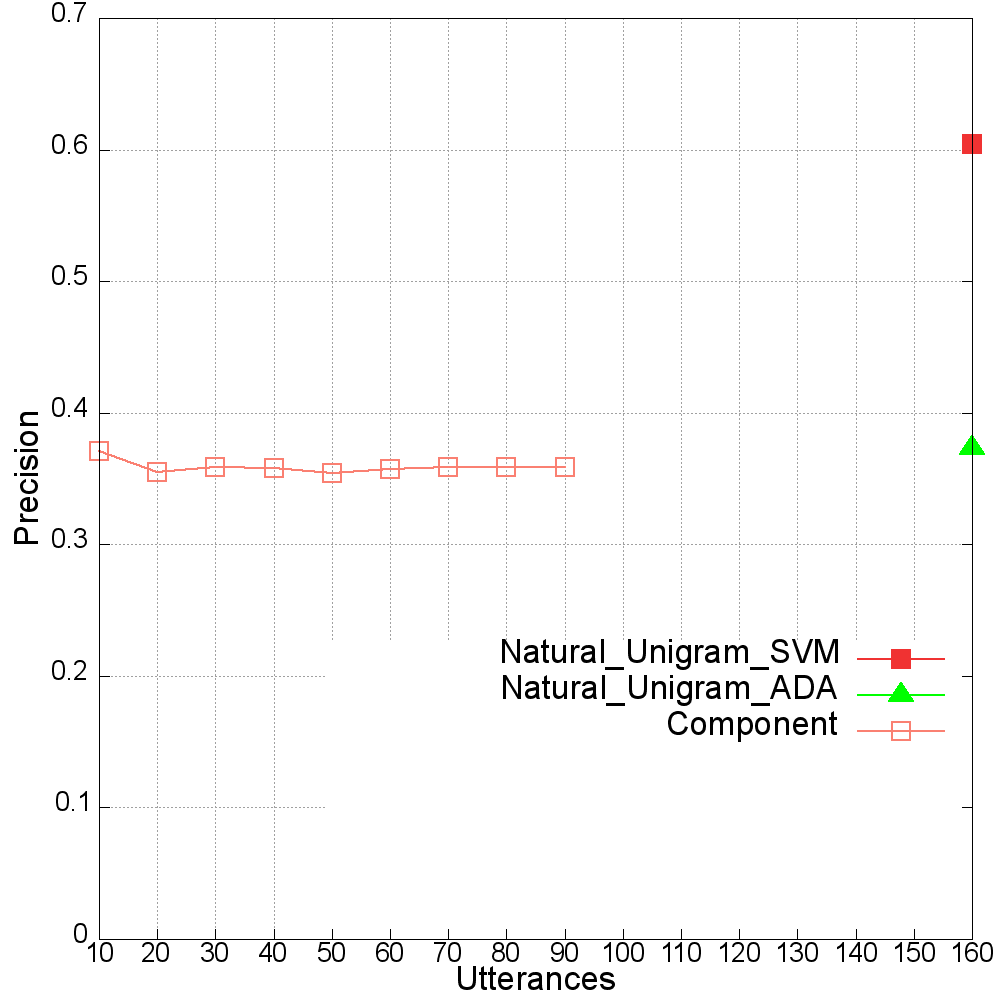 0.7
0.6
0.5
0.4
0.3
0.2
0.1
0
Precision
Natural_Unigram_SVM
Natural_Unigram_ADA
Component
10 20 30 40 50 60 70 80 90 100 110 120 130 140 150 160
Utterances